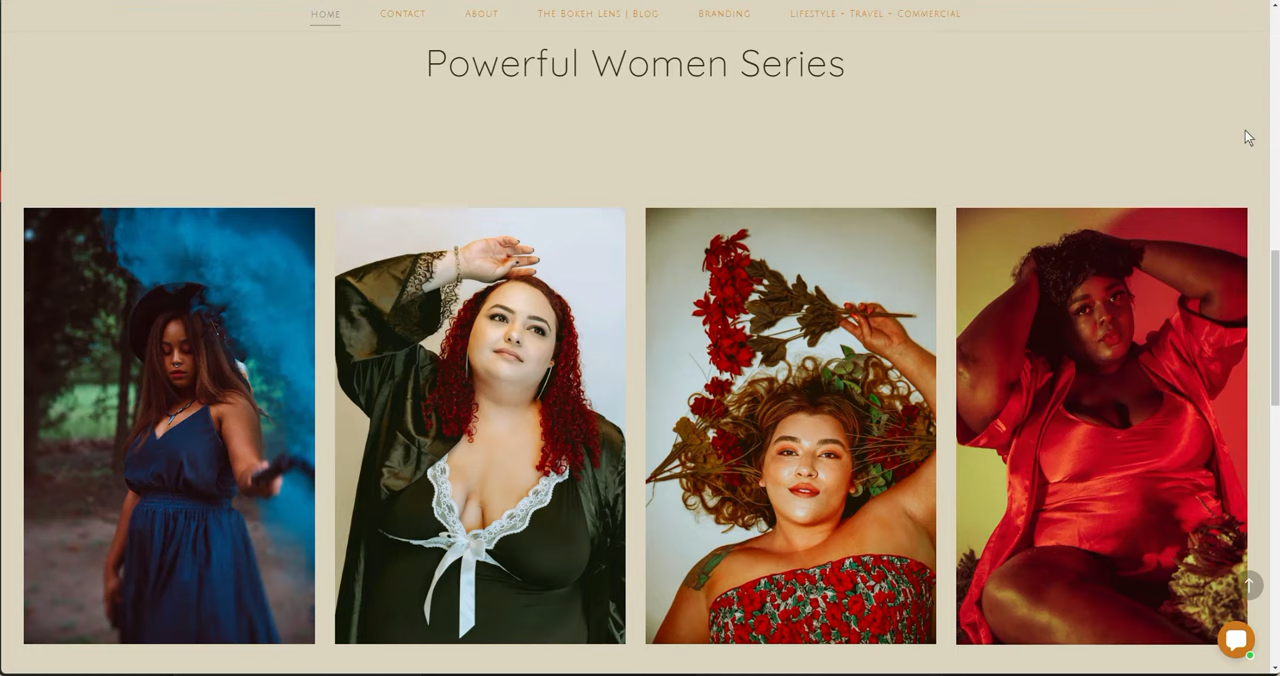 HOME CONTACT ABOUT THE BOKEH LENS | BLOG BRANDING LIFESTYLE + TRAVEL + COMMERCIAL
Powerful Women Series